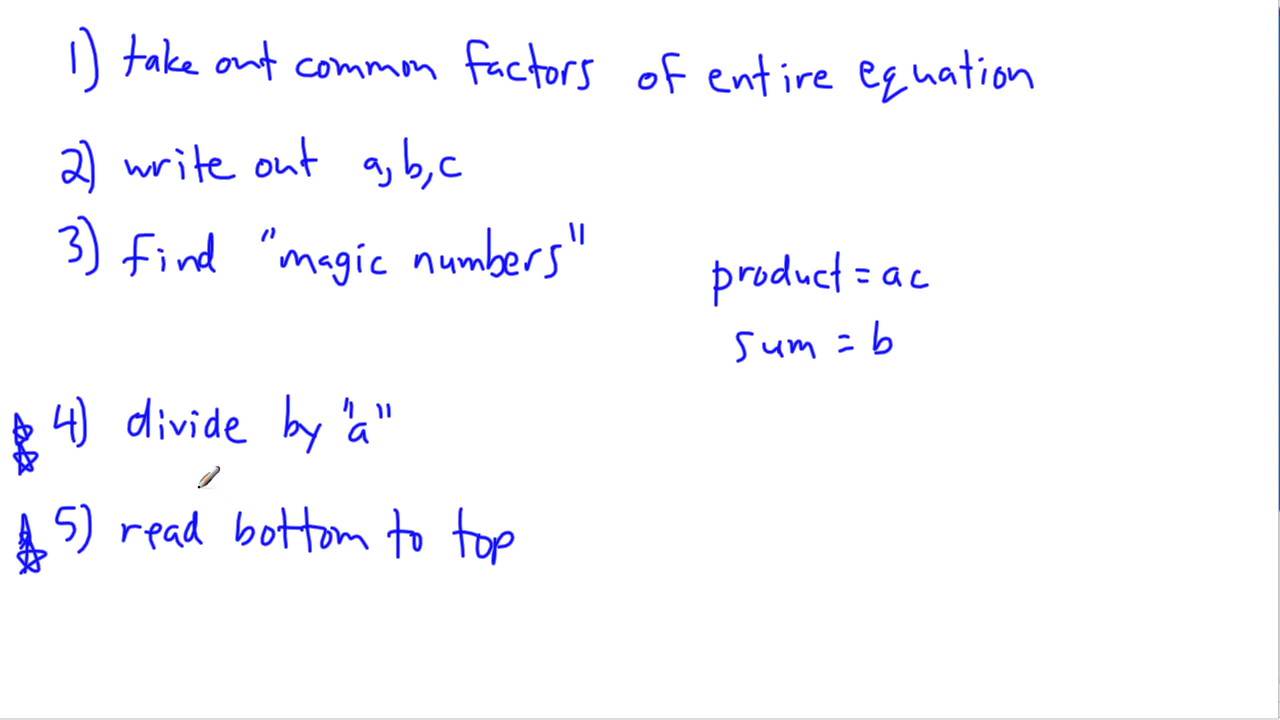 1) take out common factors of entire equation
2) write out a, b, c
3) find "magic numbers"
product = ac
sum = b
4) divide by "a"
5) read bottom to top